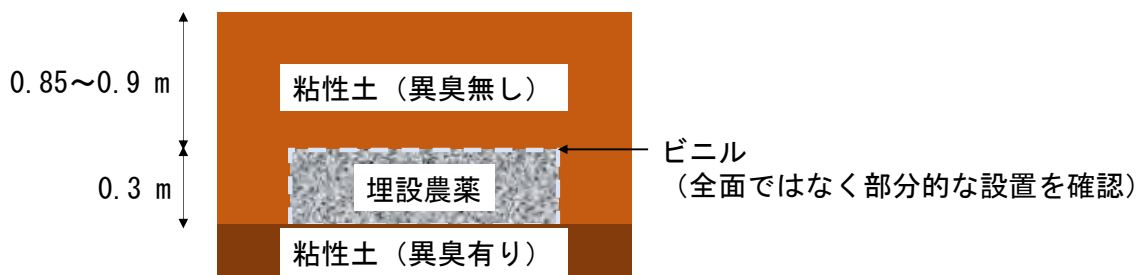 0.85～0.9 m
粘性土（異臭無し）
ビニル
（全面ではなく部分的な設置を確認）
0.3 m
埋設農薬
粘性土（異臭有り）